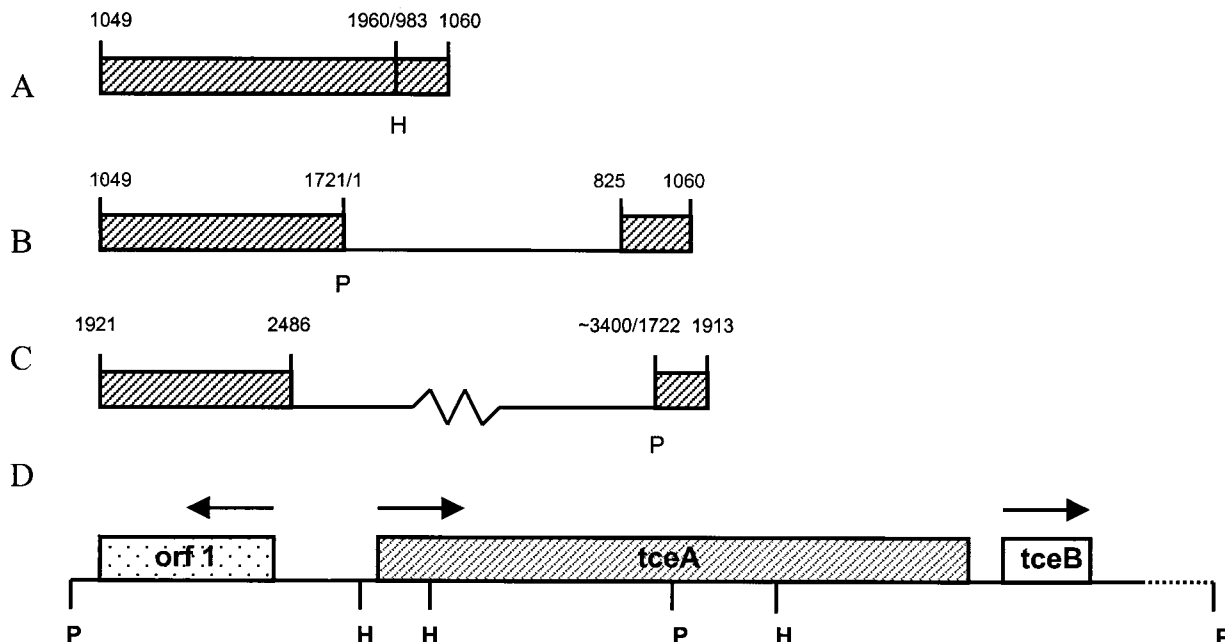 1049 1960/983 1060
A
H
1049 1721/1 825 1060
B
P
1921 2486 ~3400/1722 1913
C
P
D
orf 1 tceA tceB
P H H P H P